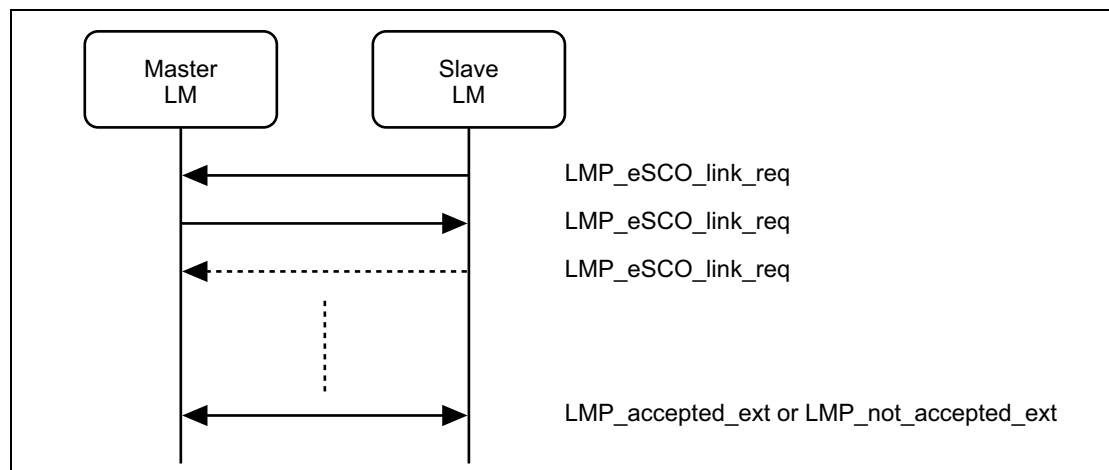 Master
LM
Slave
LM
LMP_eSCO_link_req
LMP_eSCO_link_req
LMP_eSCO_link_req
LMP_accepted_ext or LMP_not_accepted_ext